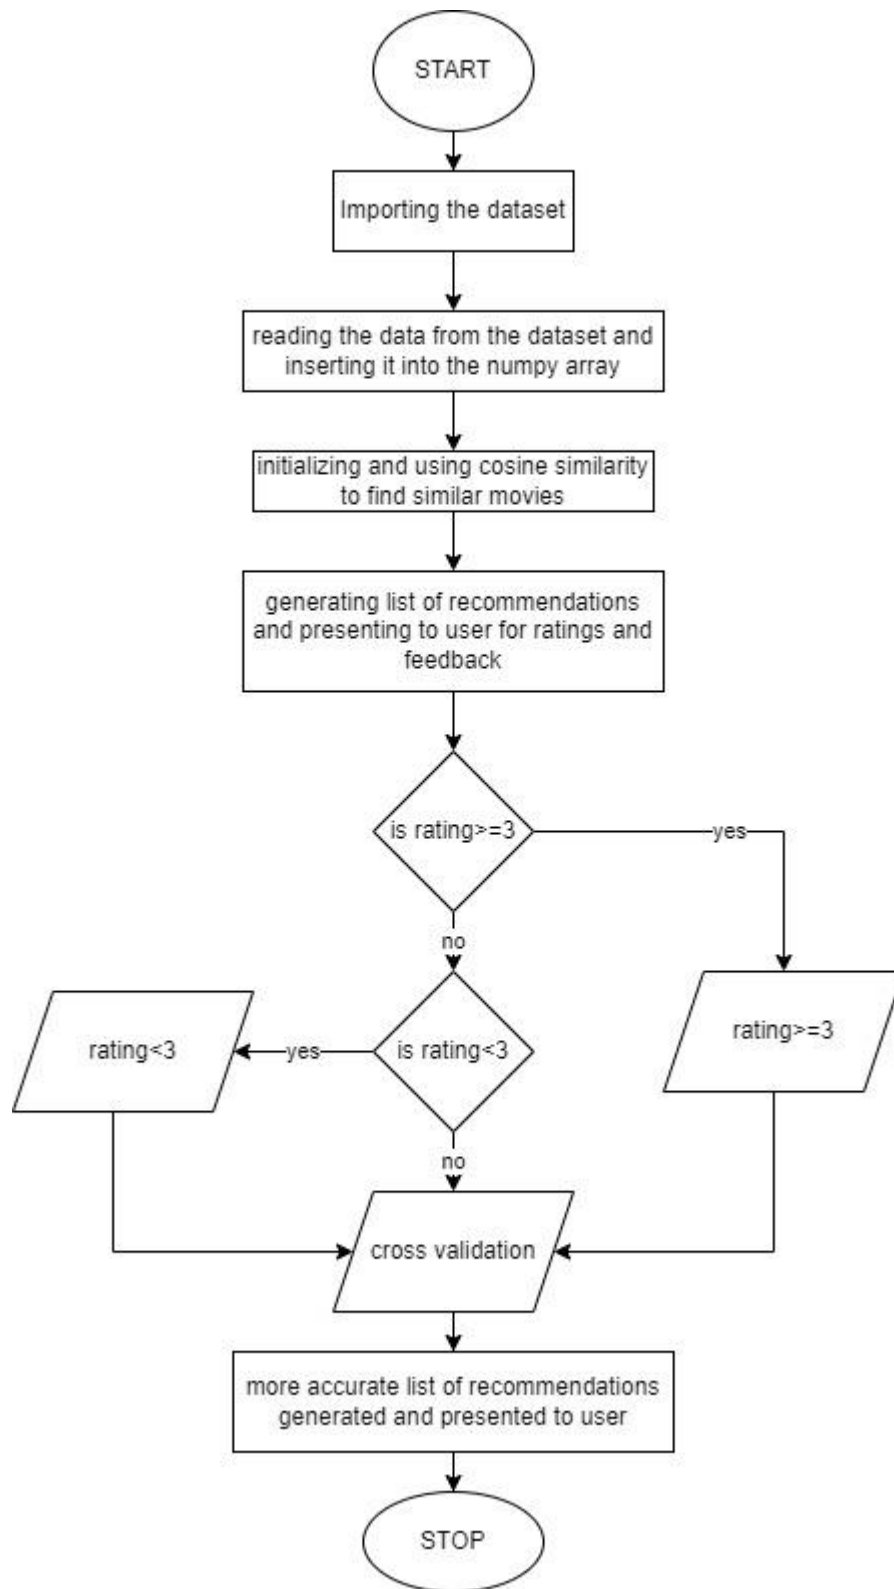 START
Importing the dataset
reading the data from the dataset and
inserting it into the numpy array
initializing and using cosine similarity
to find similar movies
generating list of recommendations
and presenting to user for ratings and
feedback
is rating>=3
yes
no
rating<3
yes
is rating<3
rating>=3
no
cross validation
more accurate list of recommendations
generated and presented to user
STOP